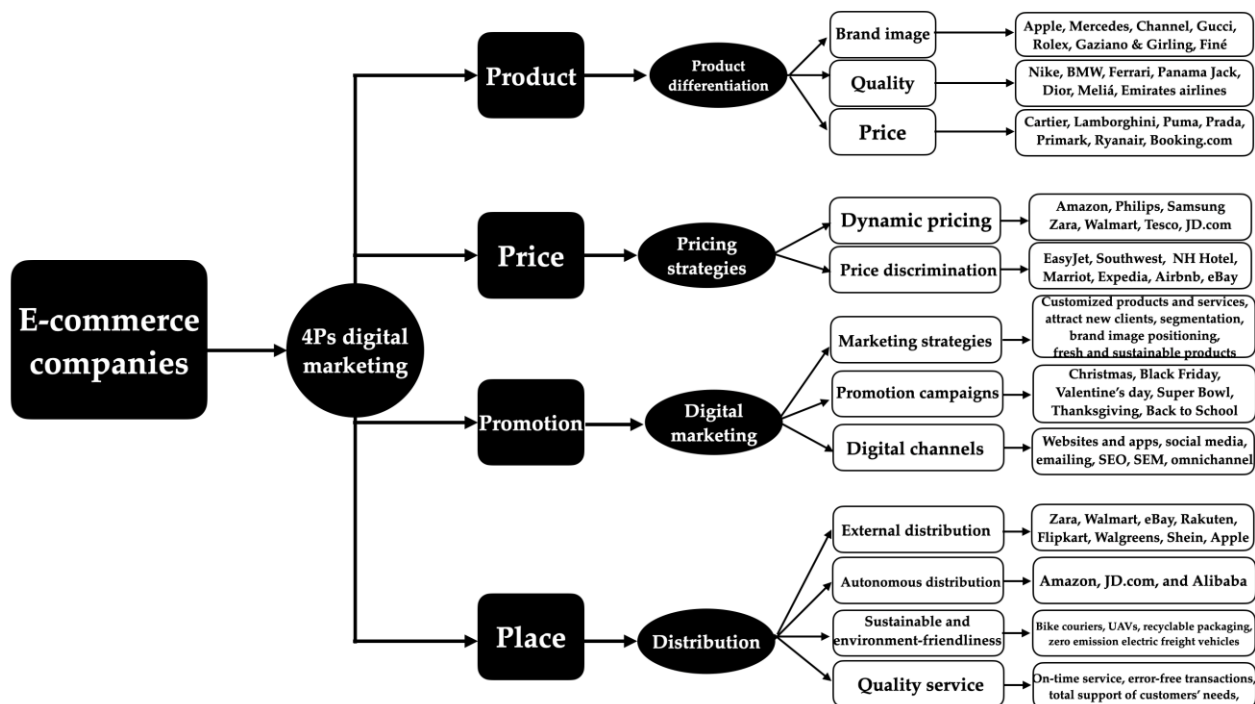 E-commerce
companies
4Ps digital
marketing
Product
Product
differentiation
Brand image
Apple, Mercedes, Channel, Gucci,
Rolex, Gaziano & Girling, Finé
Quality
Nike, BMW, Ferrari, Panama Jack,
Dior, Meliá, Emirates airlines
Price
Cartier, Lamborghini, Puma, Prada,
Primark, Ryanair, Booking.com
Price
Pricing
strategies
Dynamic pricing
Amazon, Philips, Samsung
Zara, Walmart, Tesco, JD.com
Price discrimination
EasyJet, Southwest, NH Hotel,
Marriot, Expedia, Airbnb, eBay
Promotion
Digital
marketing
Marketing strategies
Customized products and services,
attract new clients, segmentation,
brand image positioning,
fresh and sustainable products
Promotion campaigns
Christmas, Black Friday,
Valentine's day, Super Bowl,
Thanksgiving, Back to School
Digital channels
Websites and apps, social media,
emailing, SEO, SEM, omnichannel
Place
Distribution
External distribution
Zara, Walmart, eBay, Rakuten,
Flipkart, Walgreens, Shein, Apple
Autonomous distribution
Amazon, JD.com, and Alibaba
Sustainable and
environment-friendliness
Bike couriers, UAVs, recyclable packaging,
zero emission electric freight vehicles
Quality service
On-time service, error-free transactions,
total support of customers' needs,